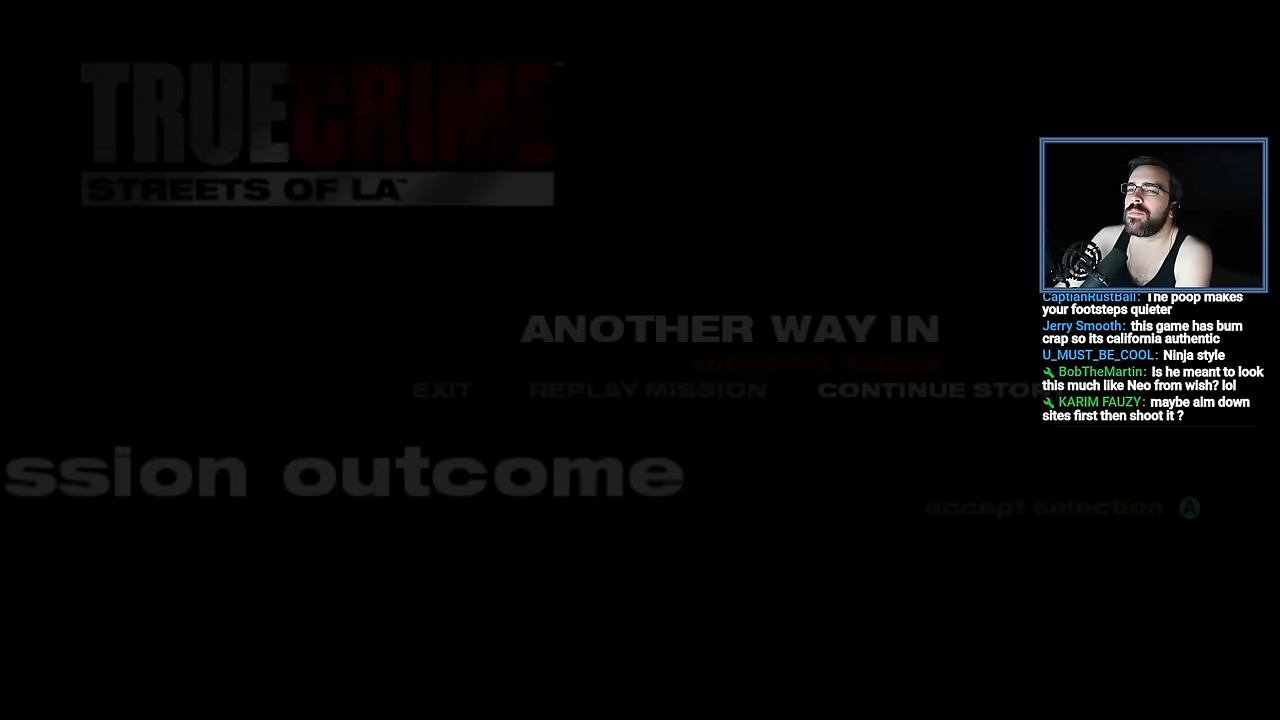 TRUECRIME™
STREETS OF LA™
ANOTHER WAY IN
EXIT | REPLAY MISSION | CONTINUE STOR
ssion outcome
accept selection A
CaptianRustBall: The poop makes
your footsteps quieter
Jerry Smooth: this game has bum
crap so its california authentic
U_MUST_BE_COOL: Ninja style
BobTheMartin: Is he meant to look
this much like Neo from wish? lol
KARIM FAUZY: maybe aim down
sites first then shoot it ?